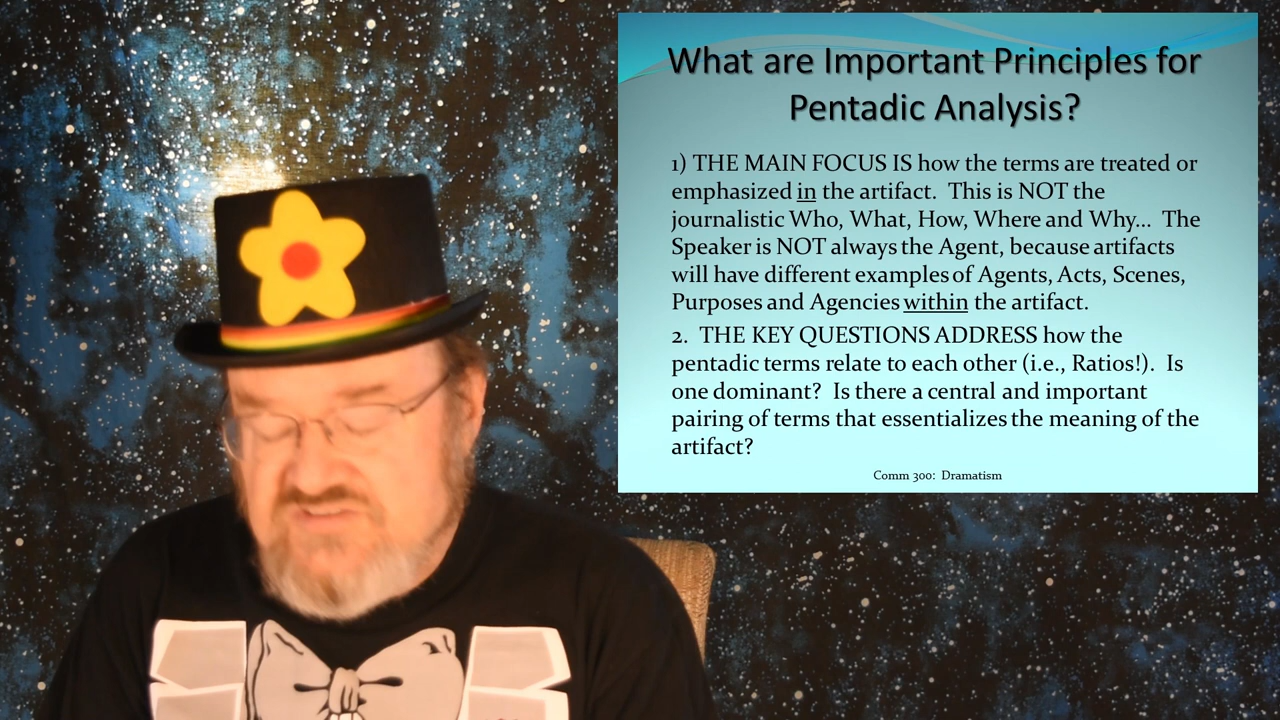 What are Important Principles for
Pentadic Analysis?
1) THE MAIN FOCUS IS how the terms are treated or
emphasized in the artifact.  This is NOT the
journalistic Who, What, How, Where and Why...  The
Speaker is NOT always the Agent, because artifacts
will have different examples of Agents, Acts, Scenes,
Purposes and Agencies within the artifact.
2.  THE KEY QUESTIONS ADDRESS how the
pentadic terms relate to each other (i.e., Ratios!).  Is
one dominant?  Is there a central and important
pairing of terms that essentializes the meaning of the
artifact?
Comm 300:  Dramatism